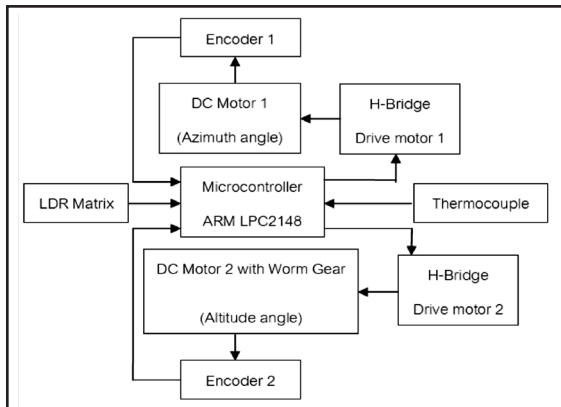 Encoder 1
DC Motor 1
(Azimuth angle)
H-Bridge
Drive motor 1
LDR Matrix
Microcontroller
ARM LPC2148
Thermocouple
DC Motor 2 with Worm Gear
(Altitude angle)
H-Bridge
Drive motor 2
Encoder 2